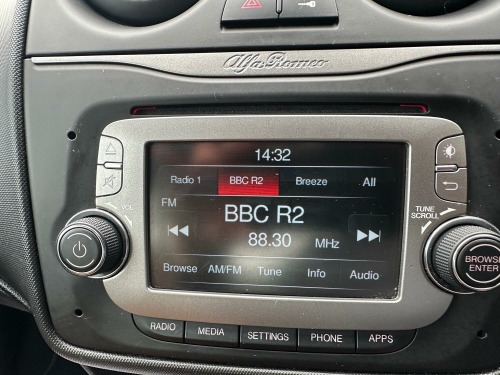 Alfa Romeo
14:32
Radio 1 BBC R2 Breeze All
FM
BBC R2
88.30 MHz
Browse AM/FM Tune Info Audio
VOL
TUNE
SCROLL
BROWSE
ENTER
RADIO MEDIA SETTINGS PHONE APPS